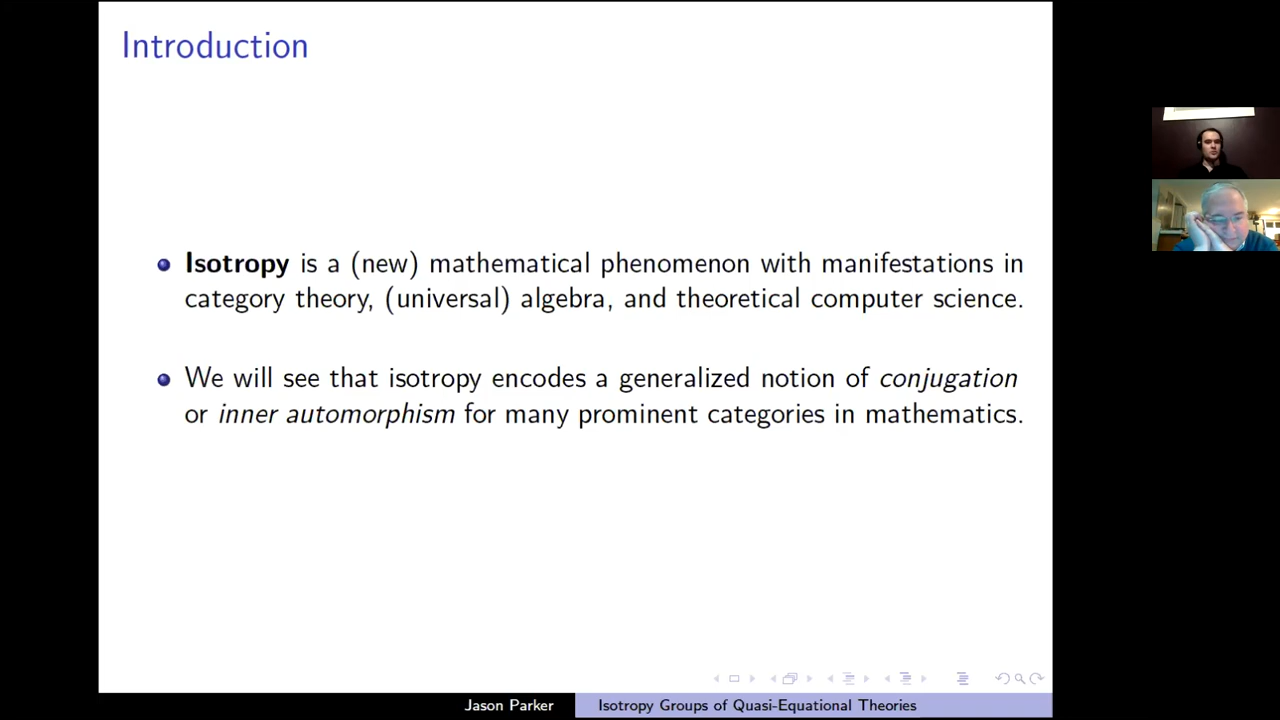 Introduction
Isotropy is a (new) mathematical phenomenon with manifestations in
category theory, (universal) algebra, and theoretical computer science.
We will see that isotropy encodes a generalized notion of conjugation
or inner automorphism for many prominent categories in mathematics.
Jason Parker
Isotropy Groups of Quasi-Equational Theories